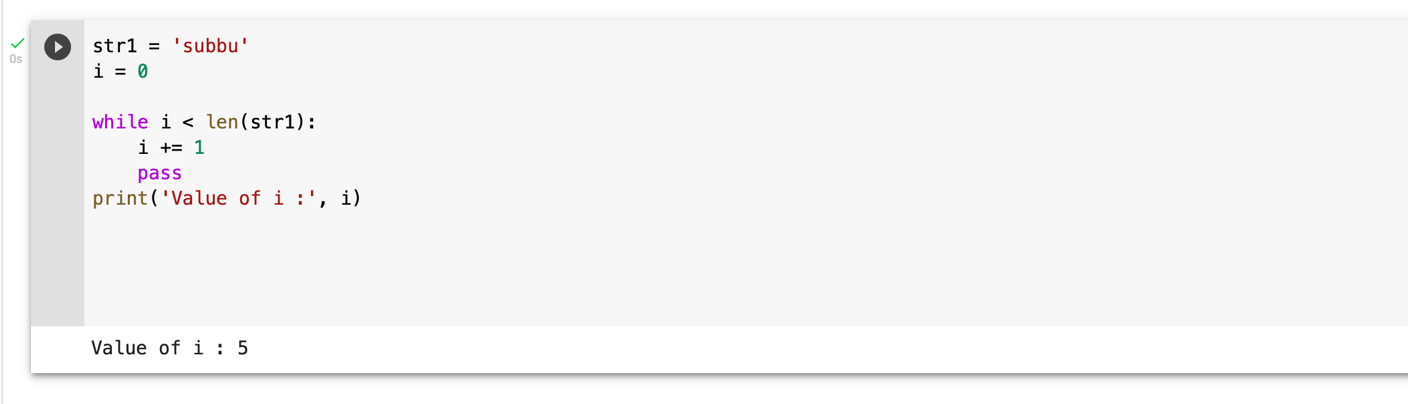 0s
str1 = 'subbu'
i = 0
while i < len(str1):
    i += 1
    pass
print('Value of i :', i)
Value of i : 5